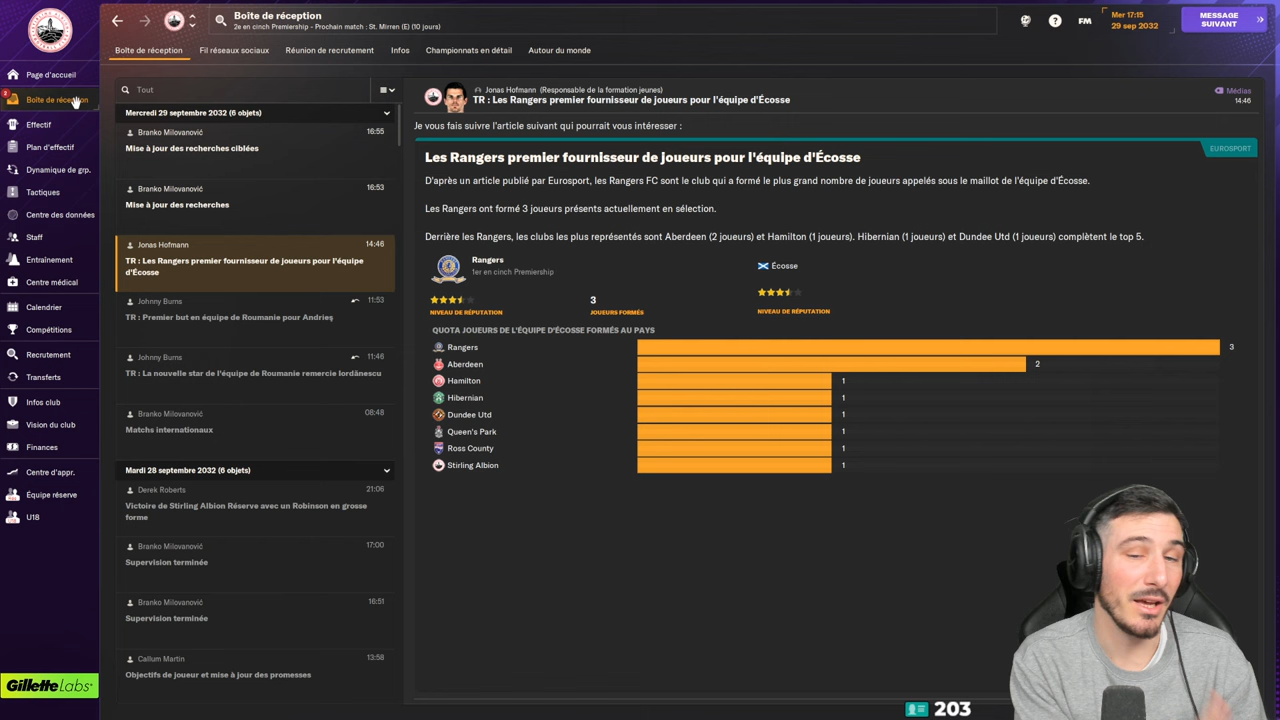 Boîte de réception
2e en cinch Premiership - Prochain match : St. Mirren (E) (10 jours)
FM
Mer 17:15
29 sep 2032
MESSAGE
SUIVANT
Boîte de réception
Fil réseaux sociaux
Réunion de recrutement
Infos
Championnats en détail
Autour du monde
Page d'accueil
2
Boîte de réception
Effectif
Plan d'effectif
Dynamique de grp.
Tactiques
Centre des données
Staff
Entraînement
Centre médical
Calendrier
Compétitions
Recrutement
Transferts
Infos club
Vision du club
Finances
Centre d'appr.
Équipe réserve
U18
Gillette Labs
Tout
Mercredi 29 septembre 2032 (6 objets)
Branko Milovanović
16:55
Mise à jour des recherches ciblées
Branko Milovanović
16:53
Mise à jour des recherches
Jonas Hofmann
14:46
TR : Les Rangers premier fournisseur de joueurs pour l'équipe
d'Écosse
Johnny Burns
11:53
TR : Premier but en équipe de Roumanie pour Andrieș
Johnny Burns
11:46
TR : La nouvelle star de l'équipe de Roumanie remercie Iordănescu
Branko Milovanović
08:48
Matchs internationaux
Mardi 28 septembre 2032 (6 objets)
Derek Roberts
21:06
Victoire de Stirling Albion Réserve avec un Robinson en grosse
forme
Branko Milovanović
17:00
Supervision terminée
Branko Milovanović
16:51
Supervision terminée
Callum Martin
13:58
Objectifs de joueur et mise à jour des promesses
Jonas Hofmann (Responsable de la formation jeunes)
TR : Les Rangers premier fournisseur de joueurs pour l'équipe d'Écosse
Médias
14:46
Je vous fais suivre l'article suivant qui pourrait vous intéresser :
EUROSPORT
Les Rangers premier fournisseur de joueurs pour l'équipe d'Écosse
D'après un article publié par Eurosport, les Rangers FC sont le club qui a formé le plus grand nombre de joueurs appelés sous le maillot de l'équipe d'Écosse.
Les Rangers ont formé 3 joueurs présents actuellement en sélection.
Derrière les Rangers, les clubs les plus représentés sont Aberdeen (2 joueurs) et Hamilton (1 joueurs). Hibernian (1 joueurs) et Dundee Utd (1 joueurs) complètent le top 5.
Rangers
1er en cinch Premiership
Écosse
NIVEAU DE RÉPUTATION
3
JOUEURS FORMÉS
NIVEAU DE RÉPUTATION
QUOTA JOUEURS DE L'ÉQUIPE D'ÉCOSSE FORMÉS AU PAYS
Rangers 3
Aberdeen 2
Hamilton 1
Hibernian 1
Dundee Utd 1
Queen's Park 1
Ross County 1
Stirling Albion 1
203